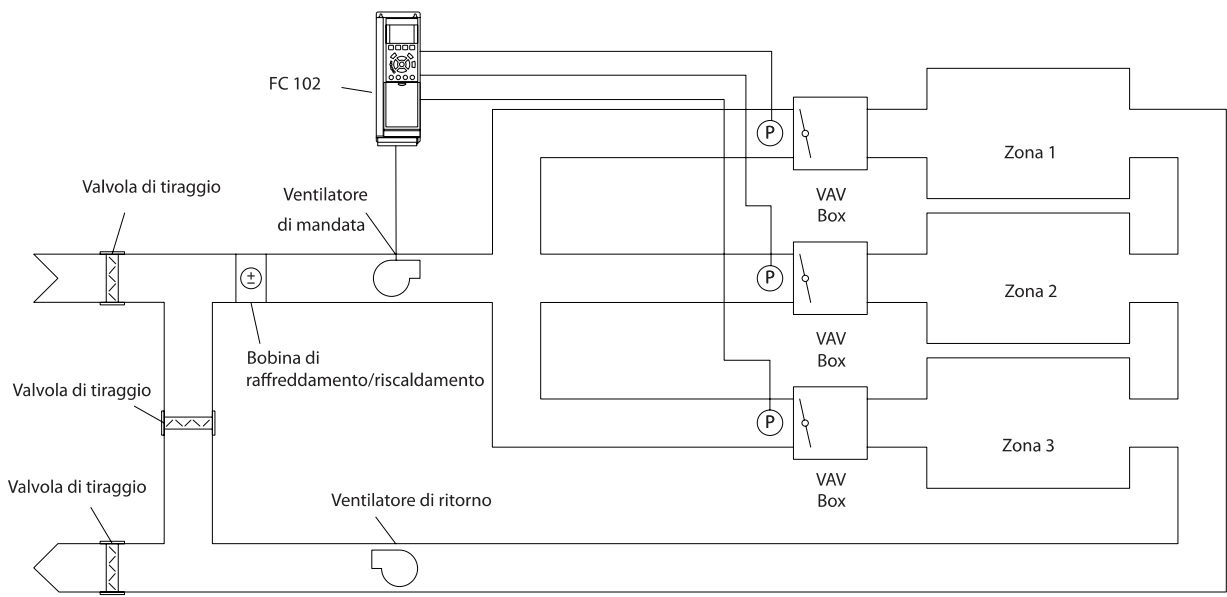 FC 102
P
Zona 1
Valvola di tiraggio
Ventilatore
di mandata
VAV
Box
±
P
Zona 2
Bobina di
raffreddamento/riscaldamento
VAV
Box
Valvola di tiraggio
P
Zona 3
Valvola di tiraggio
Ventilatore di ritorno
VAV
Box